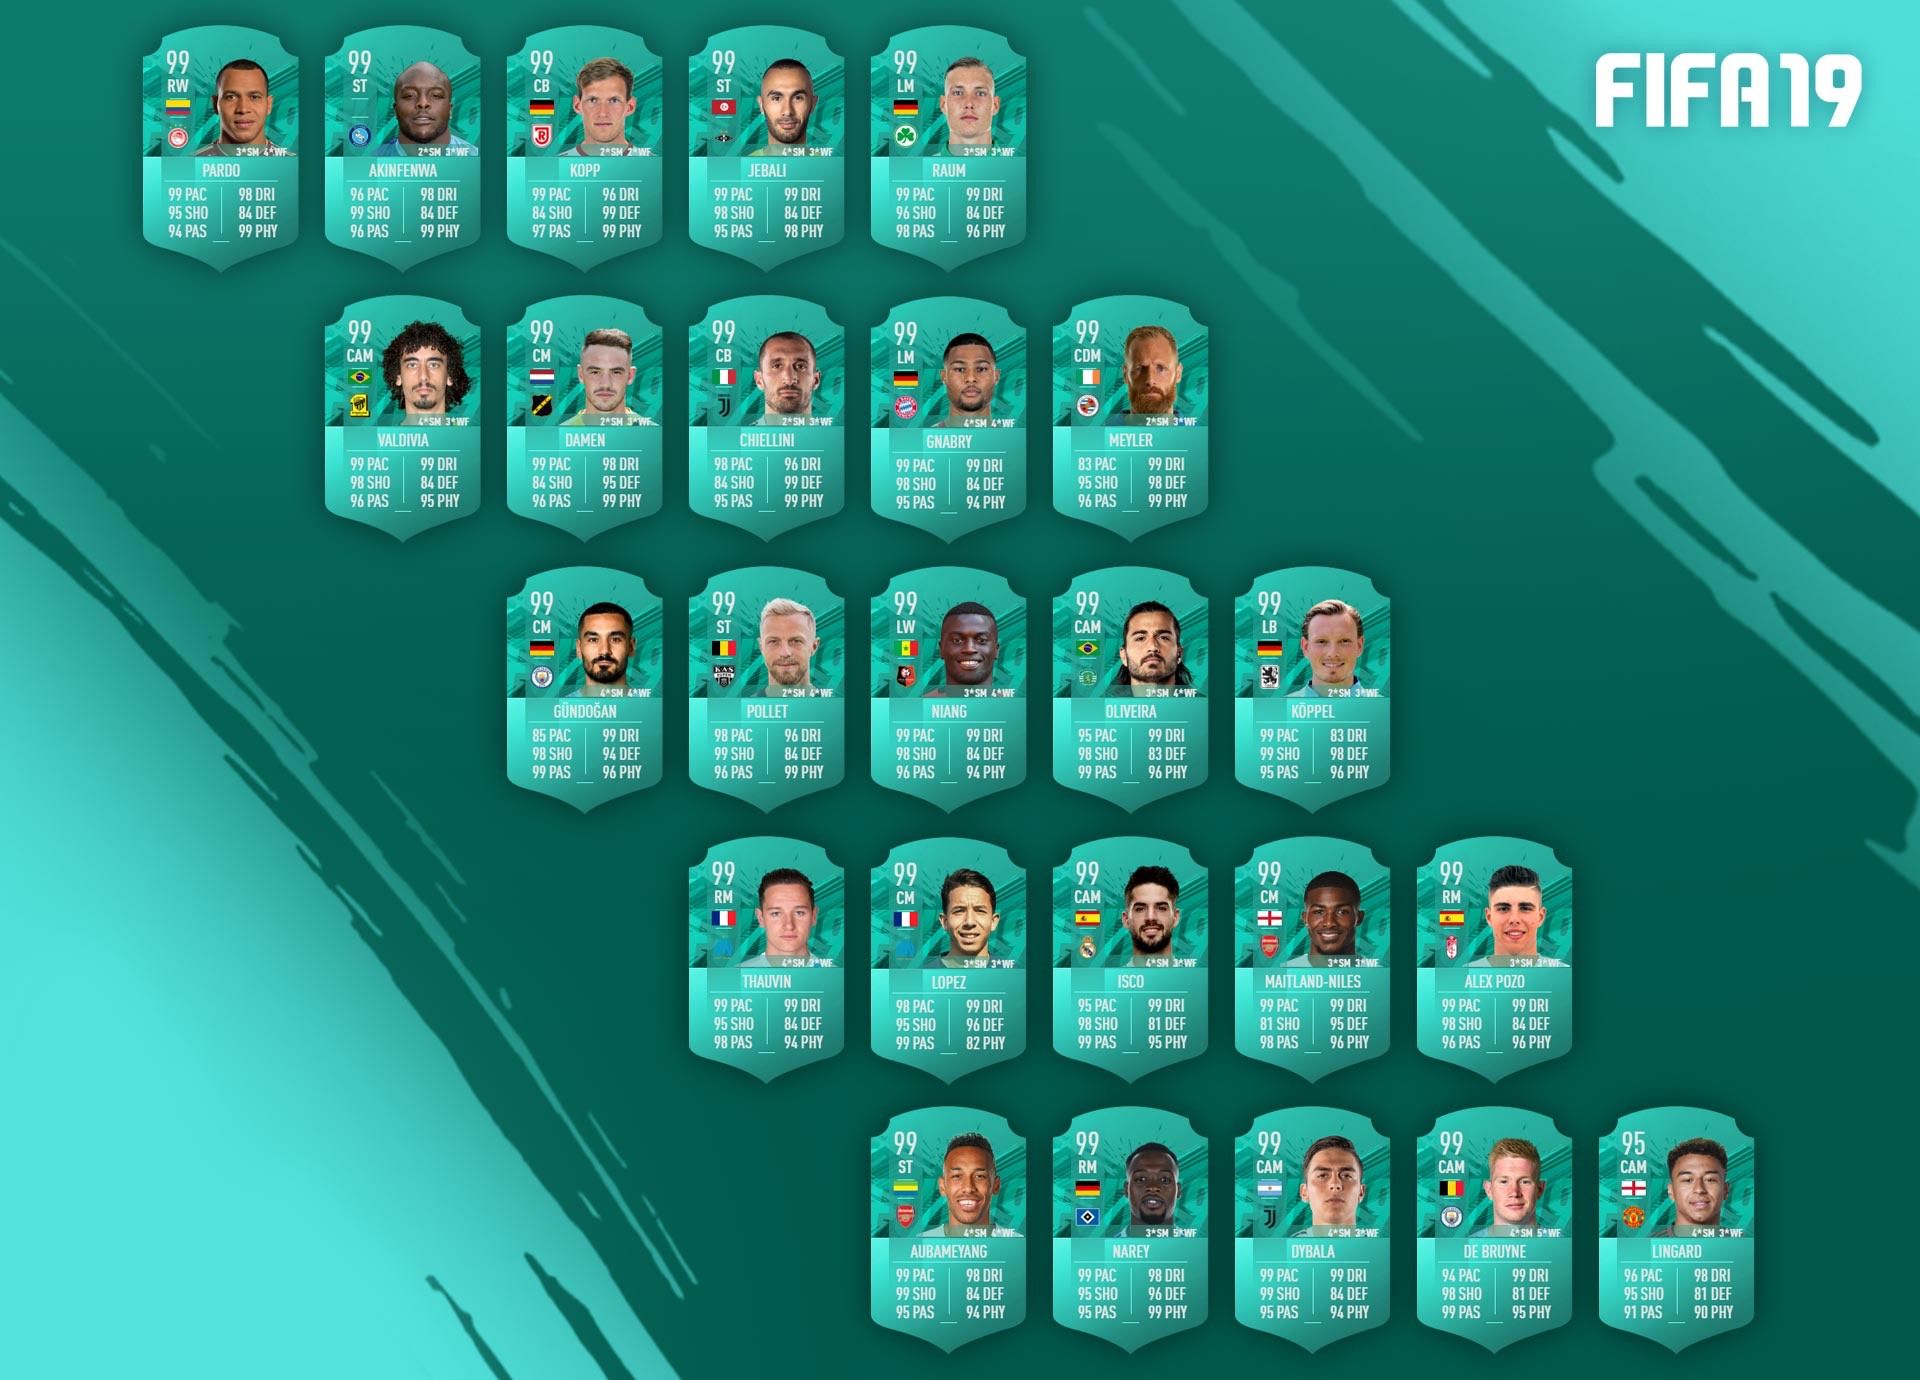 FIFA 19
99
RW
3*SM 4*WF
PARDO
99 PAC 98 DRI
95 SHO 84 DEF
94 PAS 99 PHY
99
ST
2*SM 3*WF
AKINFENWA
96 PAC 98 DRI
99 SHO 84 DEF
96 PAS 99 PHY
99
CB
2*SM 2*WF
KOPP
99 PAC 96 DRI
84 SHO 99 DEF
97 PAS 99 PHY
99
ST
4*SM 3*WF
JEBALI
99 PAC 99 DRI
98 SHO 84 DEF
95 PAS 98 PHY
99
LM
3*SM 3*WF
RAUM
99 PAC 99 DRI
96 SHO 84 DEF
98 PAS 96 PHY
99
CAM
4*SM 3*WF
VALDIVIA
99 PAC 99 DRI
98 SHO 84 DEF
96 PAS 95 PHY
99
CM
2*SM 3*WF
DAMEN
99 PAC 98 DRI
84 SHO 95 DEF
96 PAS 99 PHY
99
CB
2*SM 3*WF
CHIELLINI
98 PAC 96 DRI
84 SHO 99 DEF
95 PAS 99 PHY
99
LM
4*SM 4*WF
GNABRY
99 PAC 99 DRI
98 SHO 84 DEF
95 PAS 94 PHY
99
CDM
2*SM 3*WF
MEYLER
83 PAC 99 DRI
95 SHO 98 DEF
96 PAS 99 PHY
99
CM
4*SM 4*WF
GÜNDOĞAN
85 PAC 99 DRI
98 SHO 94 DEF
99 PAS 96 PHY
99
ST
KAS
2*SM 4*WF
POLLET
98 PAC 96 DRI
99 SHO 84 DEF
96 PAS 99 PHY
99
LW
3*SM 4*WF
NIANG
99 PAC 99 DRI
98 SHO 84 DEF
96 PAS 94 PHY
99
CAM
3*SM 4*WF
OLIVEIRA
95 PAC 99 DRI
98 SHO 83 DEF
99 PAS 96 PHY
99
LB
2*SM 3*WF
KÖPPEL
99 PAC 83 DRI
99 SHO 98 DEF
95 PAS 96 PHY
99
RM
4*SM 3*WF
THAUVIN
99 PAC 99 DRI
95 SHO 84 DEF
98 PAS 94 PHY
99
CM
3*SM 3*WF
LOPEZ
98 PAC 99 DRI
95 SHO 96 DEF
99 PAS 82 PHY
99
CAM
4*SM 3*WF
ISCO
95 PAC 99 DRI
98 SHO 81 DEF
99 PAS 95 PHY
99
CM
3*SM 3*WF
MAITLAND-NILES
99 PAC 99 DRI
81 SHO 95 DEF
98 PAS 96 PHY
99
RM
3*SM 3*WF
ÁLEX POZO
99 PAC 99 DRI
98 SHO 84 DEF
96 PAS 96 PHY
99
ST
4*SM 4*WF
AUBAMEYANG
99 PAC 98 DRI
99 SHO 84 DEF
95 PAS 94 PHY
99
RM
3*SM 5*WF
NAREY
99 PAC 98 DRI
95 SHO 96 DEF
95 PAS 99 PHY
99
CAM
4*SM 3*WF
DYBALA
99 PAC 99 DRI
99 SHO 84 DEF
95 PAS 94 PHY
99
CAM
4*SM 5*WF
DE BRUYNE
94 PAC 99 DRI
98 SHO 81 DEF
99 PAS 95 PHY
95
CAM
4*SM 3*WF
LINGARD
96 PAC 98 DRI
95 SHO 81 DEF
91 PAS 90 PHY